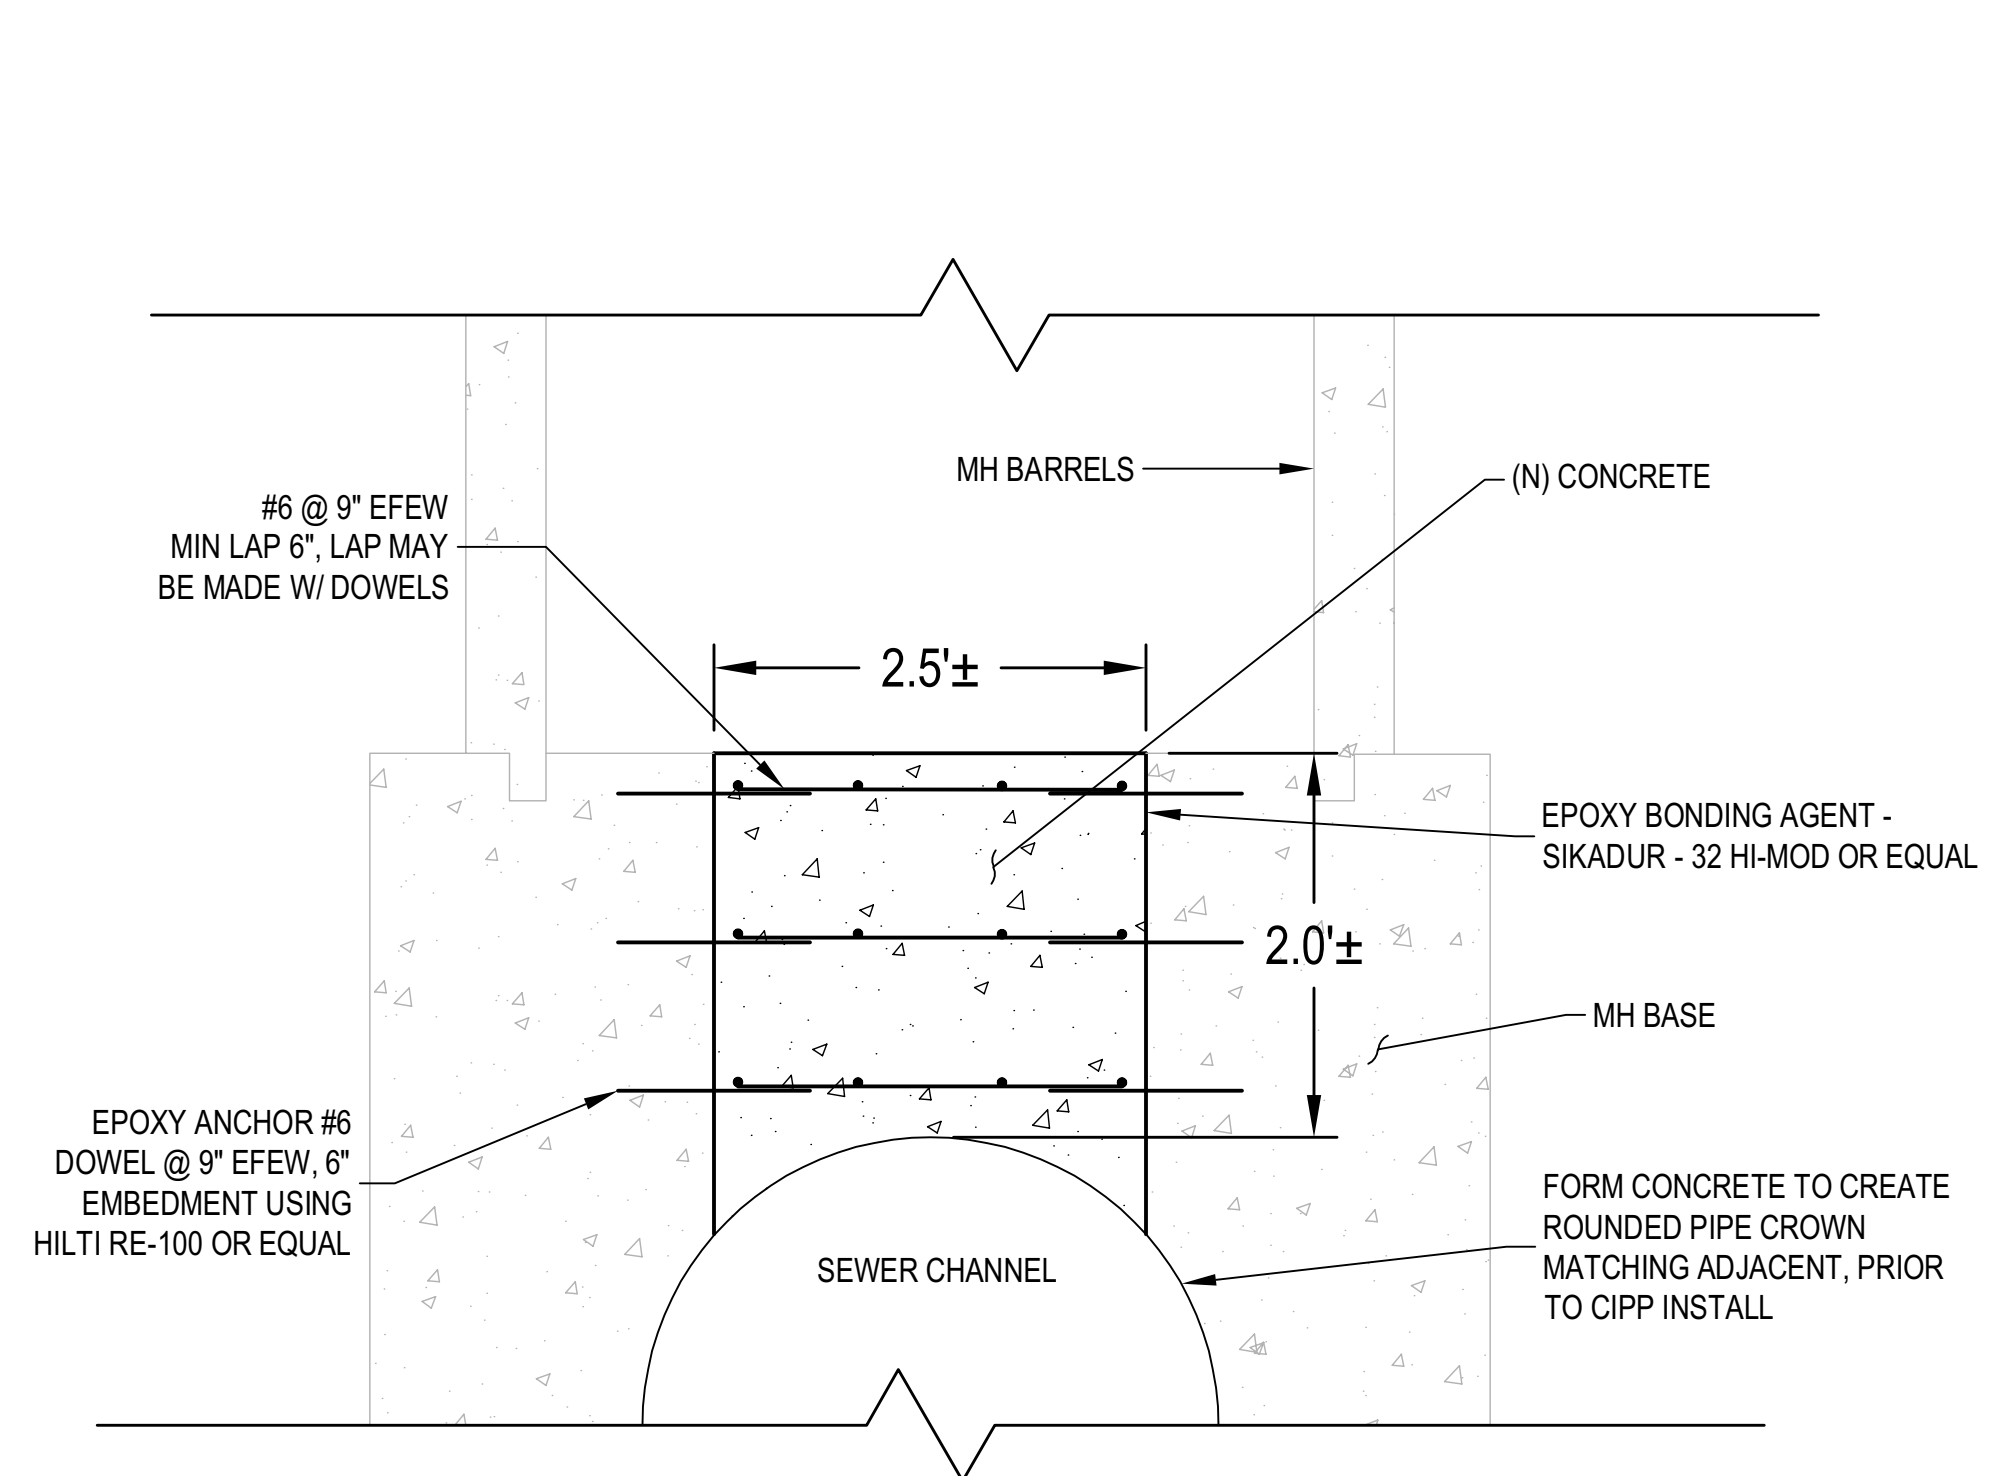 MH BARRELS
(N) CONCRETE
#6 @ 9" EFEW
MIN LAP 6", LAP MAY
BE MADE W/ DOWELS
2.5'±
EPOXY BONDING AGENT -
SIKADUR - 32 HI-MOD OR EQUAL
2.0'±
MH BASE
EPOXY ANCHOR #6
DOWEL @ 9" EFEW, 6"
EMBEDMENT USING
HILTI RE-100 OR EQUAL
FORM CONCRETE TO CREATE
ROUNDED PIPE CROWN
MATCHING ADJACENT, PRIOR
TO CIPP INSTALL
SEWER CHANNEL